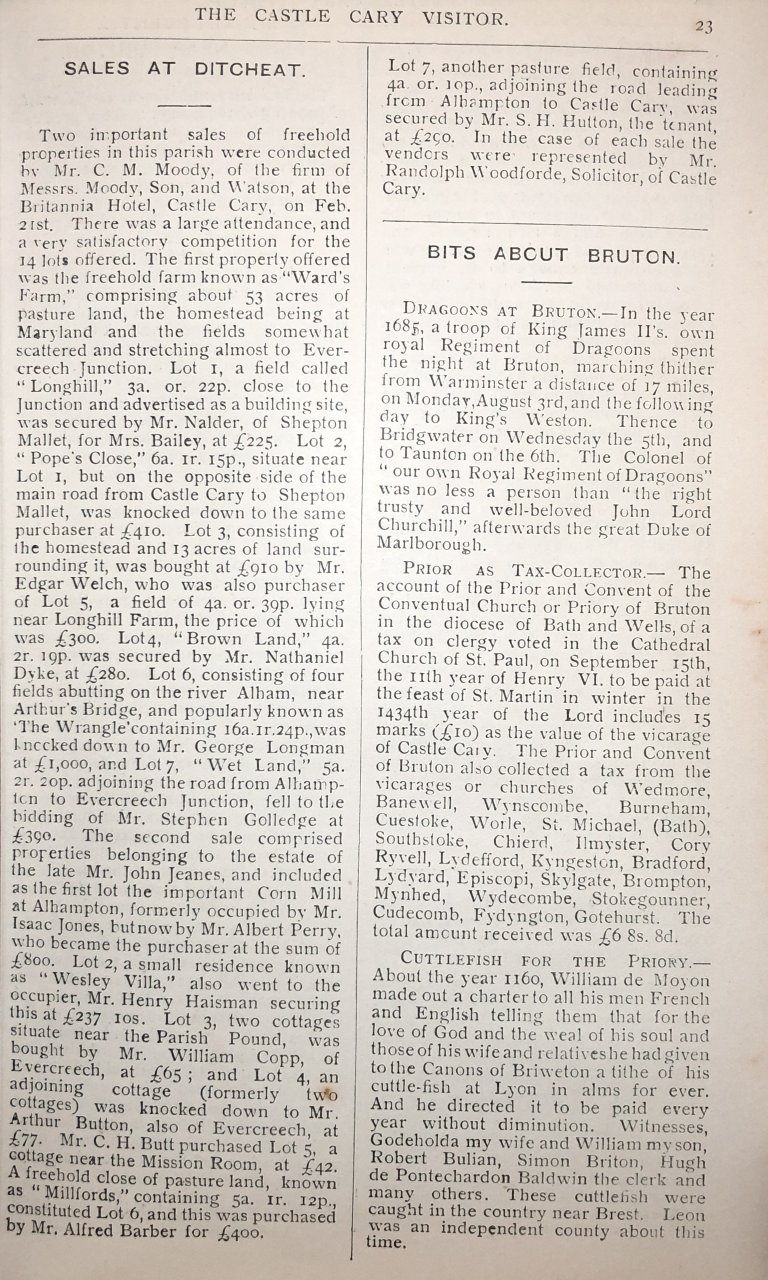 THE CASTLE CARY VISITOR.
23
SALES AT DITCHEAT.
Two important sales of freehold
properties in this parish were conducted
by Mr. C. M. Moody, of the firm of
Messrs. Moody, Son, and Watson, at the
Britannia Hotel, Castle Cary, on Feb.
21st. There was a large attendance, and
a very satisfactory competition for the
14 lots offered. The first property offered
was the freehold farm known as "Ward's
Farm," comprising about 53 acres of
pasture land, the homestead being at
Maryland and the fields somewhat
scattered and stretching almost to Ever-
creech Junction. Lot 1, a field called
"Longhill," 3a. 0r. 22p. close to the
Junction and advertised as a building site,
was secured by Mr. Nalder, of Shepton
Mallet, for Mrs. Bailey, at £225. Lot 2,
"Pope's Close," 6a. 1r. 15p., situate near
Lot 1, but on the opposite side of the
main road from Castle Cary to Shepton
Mallet, was knocked down to the same
purchaser at £410. Lot 3, consisting of
the homestead and 13 acres of land sur-
rounding it, was bought at £910 by Mr.
Edgar Welch, who was also purchaser
of Lot 5, a field of 4a. 0r. 39p. lying
near Longhill Farm, the price of which
was £300. Lot4, "Brown Land," 4a.
2r. 19p. was secured by Mr. Nathaniel
Dyke, at £280. Lot 6, consisting of four
fields abutting on the river Alham, near
Arthur's Bridge, and popularly known as
'The Wrangle' containing 16a.1r.24p., was
knocked down to Mr. George Longman
at £1,000, and Lot 7, "Wet Land," 5a.
2r. 20p. adjoining the road from Alhamp-
ton to Evercreech Junction, fell to the
bidding of Mr. Stephen Golledge at
£390. The second sale comprised
properties belonging to the estate of
the late Mr. John Jeanes, and included
as the first lot the important Corn Mill
at Alhampton, formerly occupied by Mr.
Isaac Jones, but now by Mr. Albert Perry,
who became the purchaser at the sum of
£800. Lot 2, a small residence known
as "Wesley Villa," also went to the
occupier, Mr. Henry Haisman securing
this at £237 10s. Lot 3, two cottages
situate near the Parish Pound, was
bought by Mr. William Copp, of
Evercreech, at £65; and Lot 4, an
adjoining cottage (formerly two
cottages) was knocked down to Mr.
Arthur Button, also of Evercreech, at
£77. Mr. C. H. Butt purchased Lot 5, a
cottage near the Mission Room, at £42.
A freehold close of pasture land, known
as "Millfords," containing 5a. 1r. 12p.,
constituted Lot 6, and this was purchased
by Mr. Alfred Barber for £400.
Lot 7, another pasture field, containing
4a. 0r. 10p., adjoining the road leading
from Alhampton to Castle Cary, was
secured by Mr. S. H. Hutton, the tenant,
at £290. In the case of each sale the
vendors were represented by Mr.
Randolph Woodforde, Solicitor, of Castle
Cary.
BITS ABOUT BRUTON.
DRAGOONS AT BRUTON.—In the year
1685, a troop of King James II's. own
royal Regiment of Dragoons spent
the night at Bruton, marching thither
from Warminster a distance of 17 miles,
on Monday, August 3rd, and the following
day to King's Weston. Thence to
Bridgwater on Wednesday the 5th, and
to Taunton on the 6th. The Colonel of
"our own Royal Regiment of Dragoons"
was no less a person than "the right
trusty and well-beloved John Lord
Churchill," afterwards the great Duke of
Marlborough.
PRIOR AS TAX-COLLECTOR.— The
account of the Prior and Convent of the
Conventual Church or Priory of Bruton
in the diocese of Bath and Wells, of a
tax on clergy voted in the Cathedral
Church of St. Paul, on September 15th,
the 11th year of Henry VI. to be paid at
the feast of St. Martin in winter in the
1434th year of the Lord includes 15
marks (£10) as the value of the vicarage
of Castle Cary. The Prior and Convent
of Bruton also collected a tax from the
vicarages or churches of Wedmore,
Banewell, Wynscombe, Burneham,
Cuestoke, Worle, St. Michael, (Bath),
Southstoke, Chierd, Ilmyster, Cory
Ryvell, Lydefford, Kyngeston, Bradford,
Lydyard, Episcopi, Skylgate, Brompton,
Mynhed, Wydecombe, Stokegounner,
Cudecomb, Fydyngton, Gotehurst. The
total amount received was £6 8s. 8d.
CUTTLEFISH FOR THE PRIORY.—
About the year 1160, William de Moyon
made out a charter to all his men French
and English telling them that for the
love of God and the weal of his soul and
those of his wife and relatives he had given
to the Canons of Briweton a tithe of his
cuttle-fish at Lyon in alms for ever.
And he directed it to be paid every
year without diminution. Witnesses,
Godeholda my wife and William my son,
Robert Bulian, Simon Briton, Hugh
de Pontechardon Baldwin the clerk and
many others. These cuttlefish were
caught in the country near Brest. Leon
was an independent county about this
time.